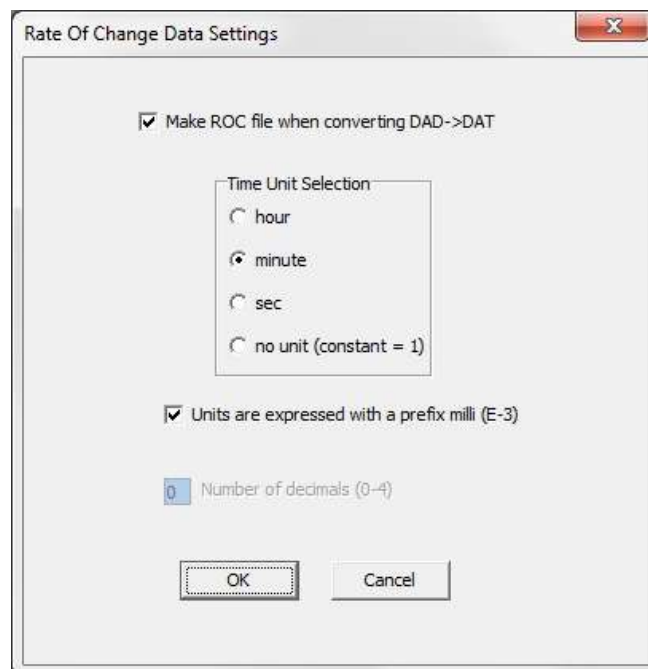 Rate Of Change Data Settings
Make ROC file when converting DAD->DAT
Time Unit Selection
hour
minute
sec
no unit (constant = 1)
Units are expressed with a prefix milli (E-3)
0 Number of decimals (0-4)
OK Cancel